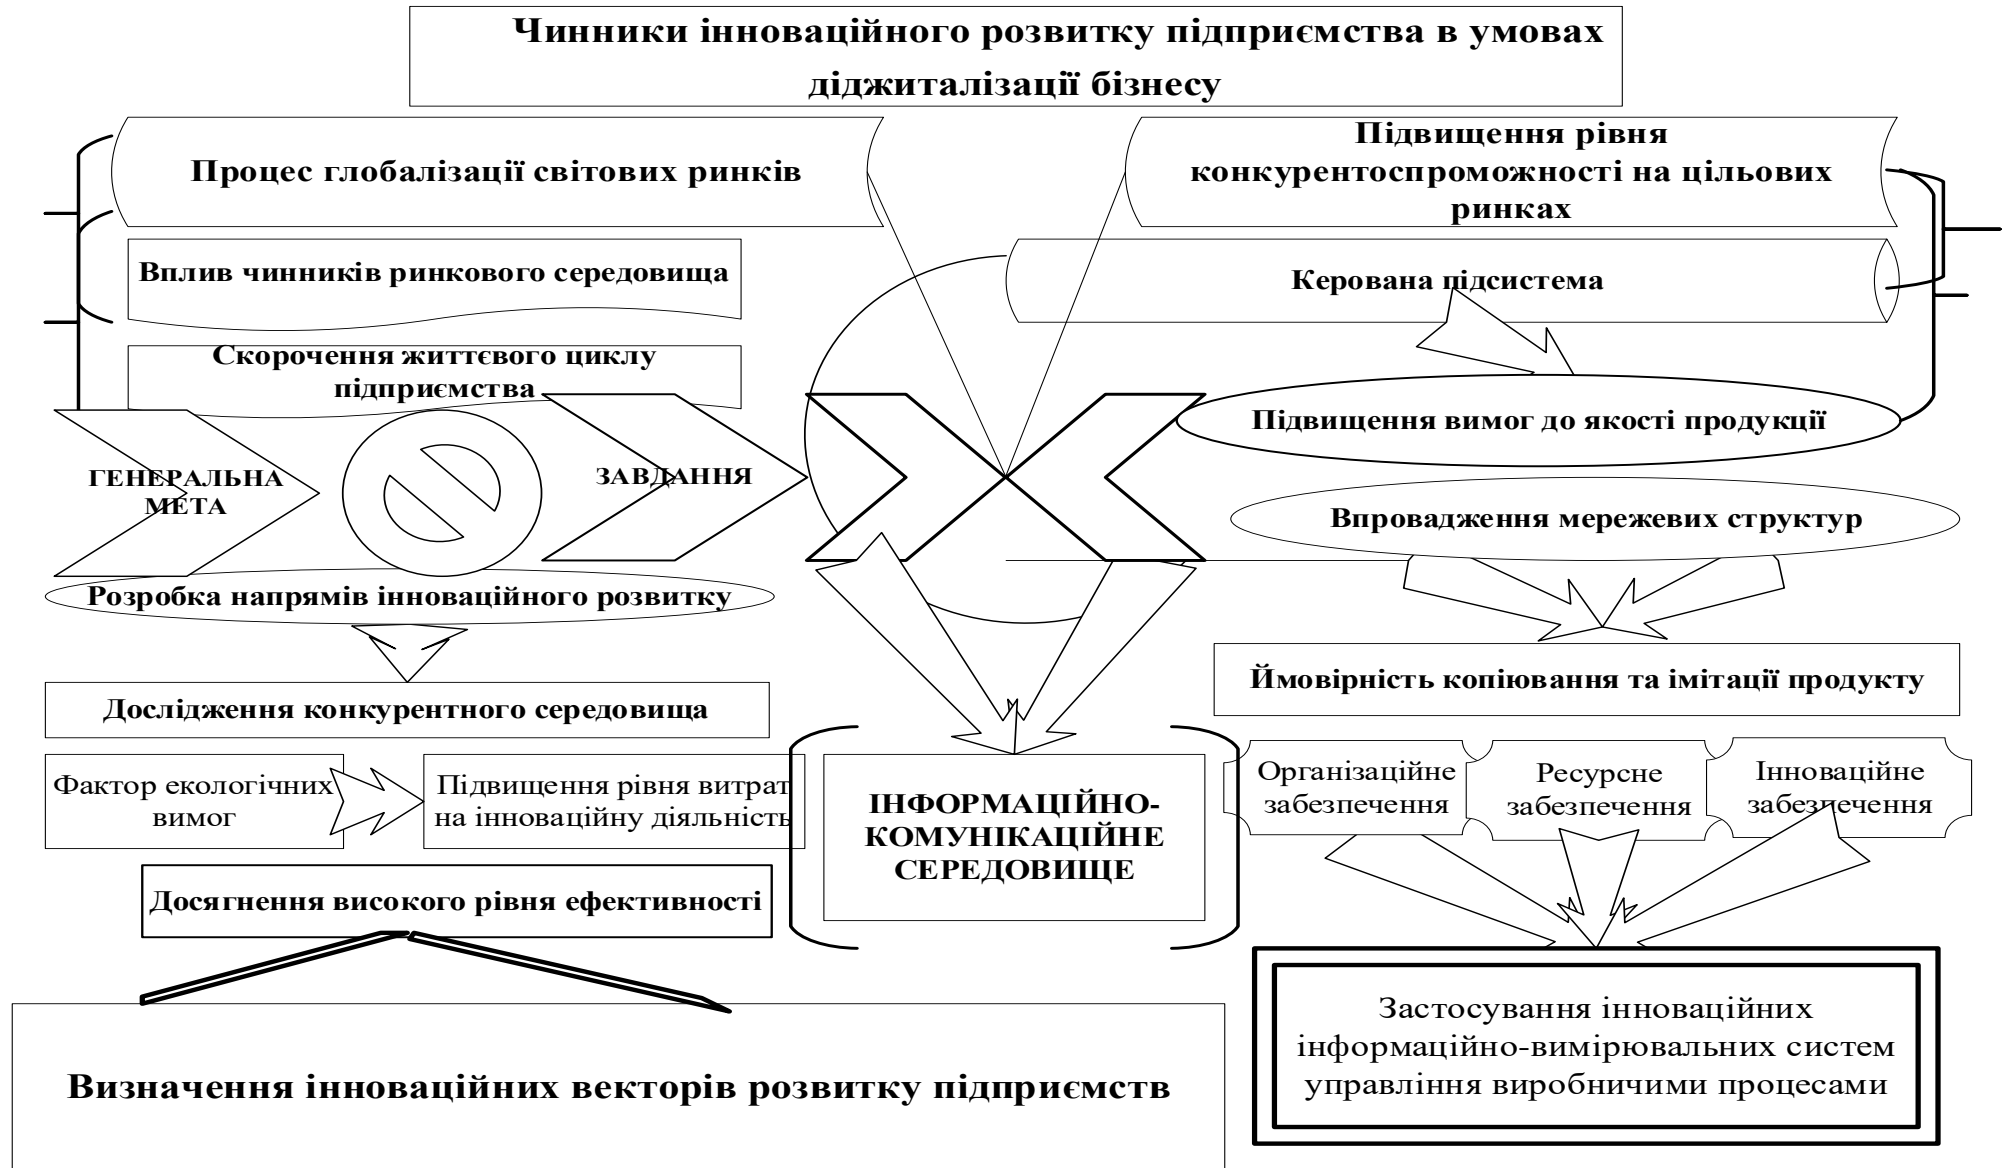 Чинники інноваційного розвитку підприємства в умовах
діджиталізації бізнесу
Процес глобалізації світових ринків
Підвищення рівня
конкурентоспроможності на цільових
ринках
Вплив чинників ринкового середовища
Керована підсистема
Скорочення життєвого циклу
підприємства
Підвищення вимог до якості продукції
ГЕНЕРАЛЬНА
МЕТА
ЗАВДАННЯ
Впровадження мережевих структур
Розробка напрямів інноваційного розвитку
Ймовірність копіювання та імітації продукту
Дослідження конкурентного середовища
Фактор екологічних
вимог
Підвищення рівня витрат
на інноваційну діяльність
ІНФОРМАЦІЙНО-
КОМУНІКАЦІЙНЕ
СЕРЕДОВИЩЕ
Організаційне
забезпечення
Ресурсне
забезпечення
Інноваційне
забезпечення
Досягнення високого рівня ефективності
Застосування інноваційних
інформаційно-вимірювальних систем
управління виробничими процесами
Визначення інноваційних векторів розвитку підприємств